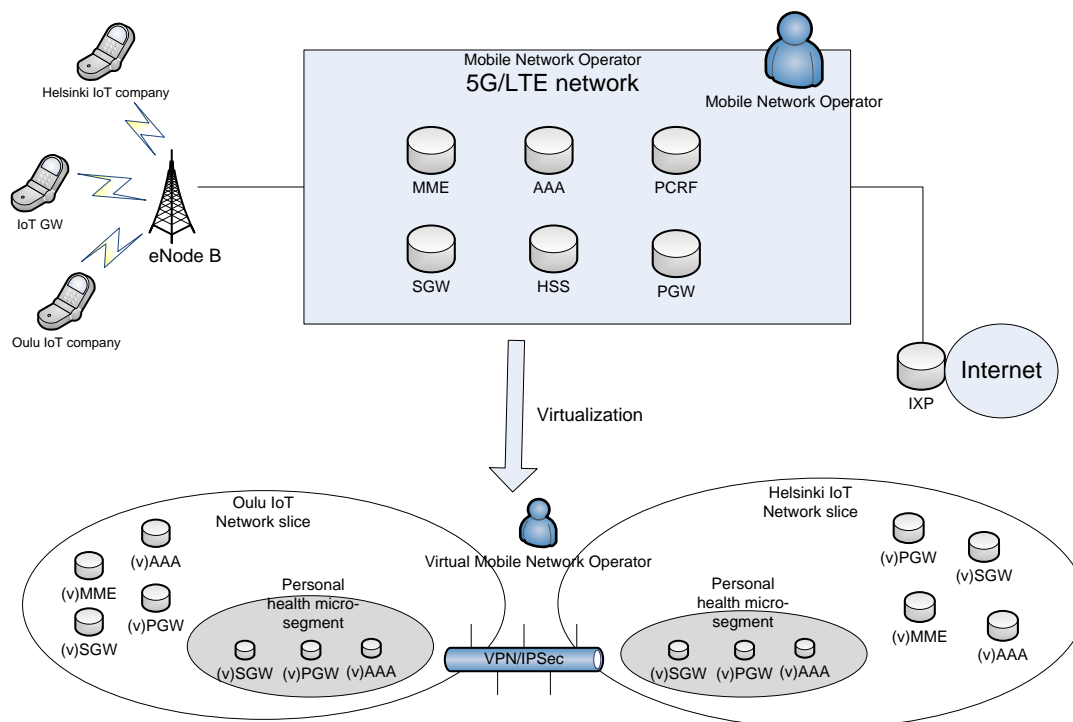 Helsinki IoT company
IoT GW
Oulu IoT company
eNode B
Mobile Network Operator
5G/LTE network
Mobile Network Operator
MME
AAA
PCRF
SGW
HSS
PGW
IXP
Internet
Virtualization
Oulu IoT
Network slice
(v)AAA
(v)MME
(v)PGW
(v)SGW
Personal
health micro-
segment
(v)SGW
(v)PGW
(v)AAA
Virtual Mobile Network Operator
VPN/IPSec
Helsinki IoT
Network slice
(v)PGW
(v)SGW
(v)MME
(v)AAA
Personal
health micro-
segment
(v)SGW
(v)PGW
(v)AAA